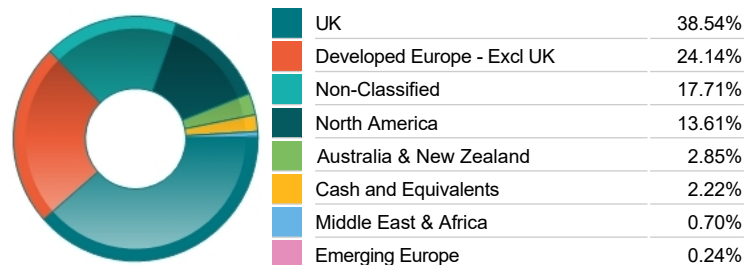 UK 38.54%
Developed Europe - Excl UK 24.14%
Non-Classified 17.71%
North America 13.61%
Australia & New Zealand 2.85%
Cash and Equivalents 2.22%
Middle East & Africa 0.70%
Emerging Europe 0.24%